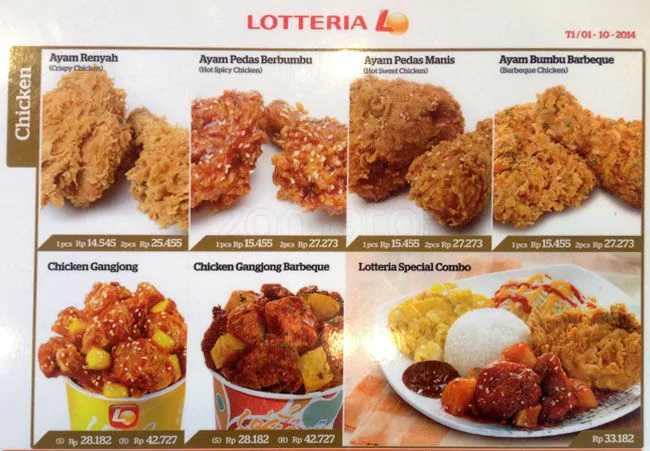 LOTTERIA
T1/01-10-2014
Chicken
Ayam Renyah
(Crispy Chicken)
1 pcs Rp 14.545 2pcs Rp 25.455
Ayam Pedas Berbumbu
(Hot Spicy Chicken)
1 pcs Rp 15.455 2pcs Rp 27.273
Ayam Pedas Manis
(Hot Sweet Chicken)
1 pcs Rp 15.455 2pcs Rp 27.273
Ayam Bumbu Barbeque
(Barbeque Chicken)
1 pcs Rp 15.455 2pcs Rp 27.273
Chicken Gangjong
(S) Rp 28.182 (R) Rp 42.727
Chicken Gangjong Barbeque
(S) Rp 28.182 (R) Rp 42.727
Lotteria Special Combo
Rp 33.182
zomato